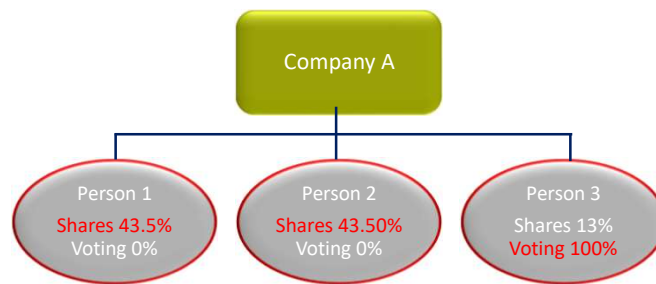 Company A
Person 1
Shares 43.5%
Voting 0%
Person 2
Shares 43.50%
Voting 0%
Person 3
Shares 13%
Voting 100%